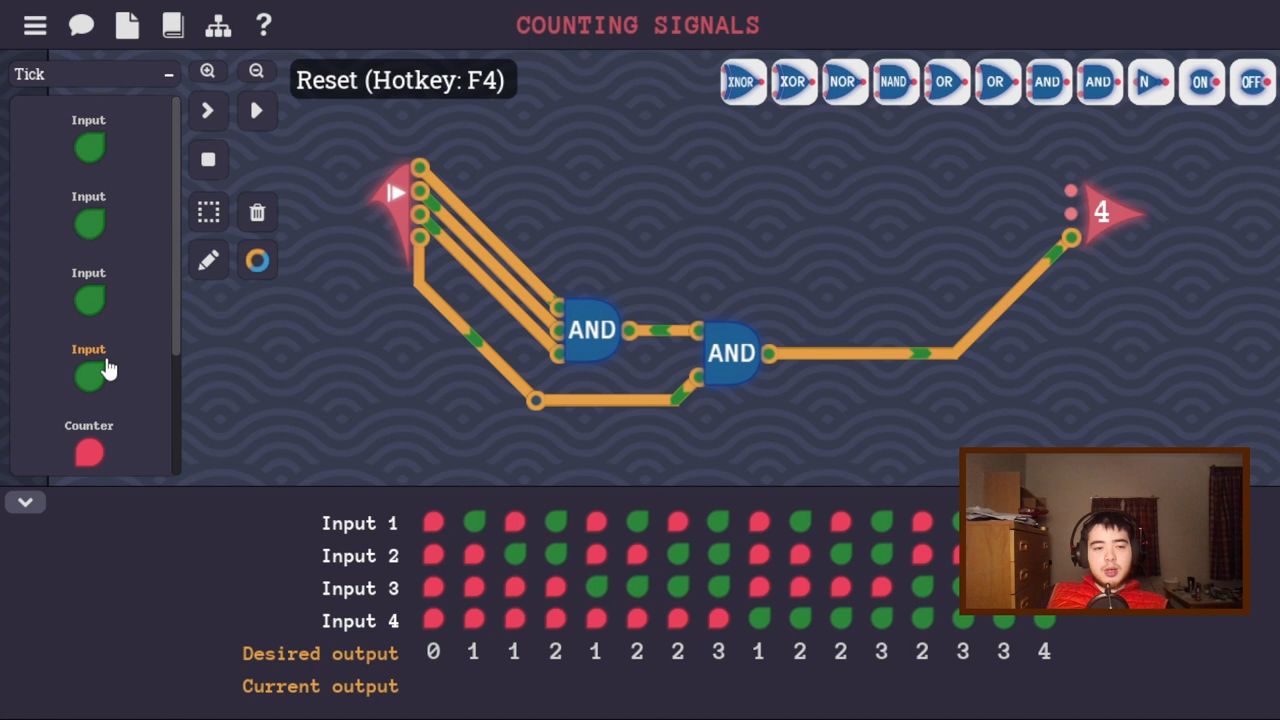 COUNTING SIGNALS
Tick
Reset (Hotkey: F4)
XNOR XOR NOR NAND OR OR AND AND N ON OFF
Input
Input
Input
Input
Counter
4
AND
AND
Input 1
Input 2
Input 3
Input 4
Desired output 0 1 1 2 1 2 2 3 1 2 2 3 2 3 3 4
Current output